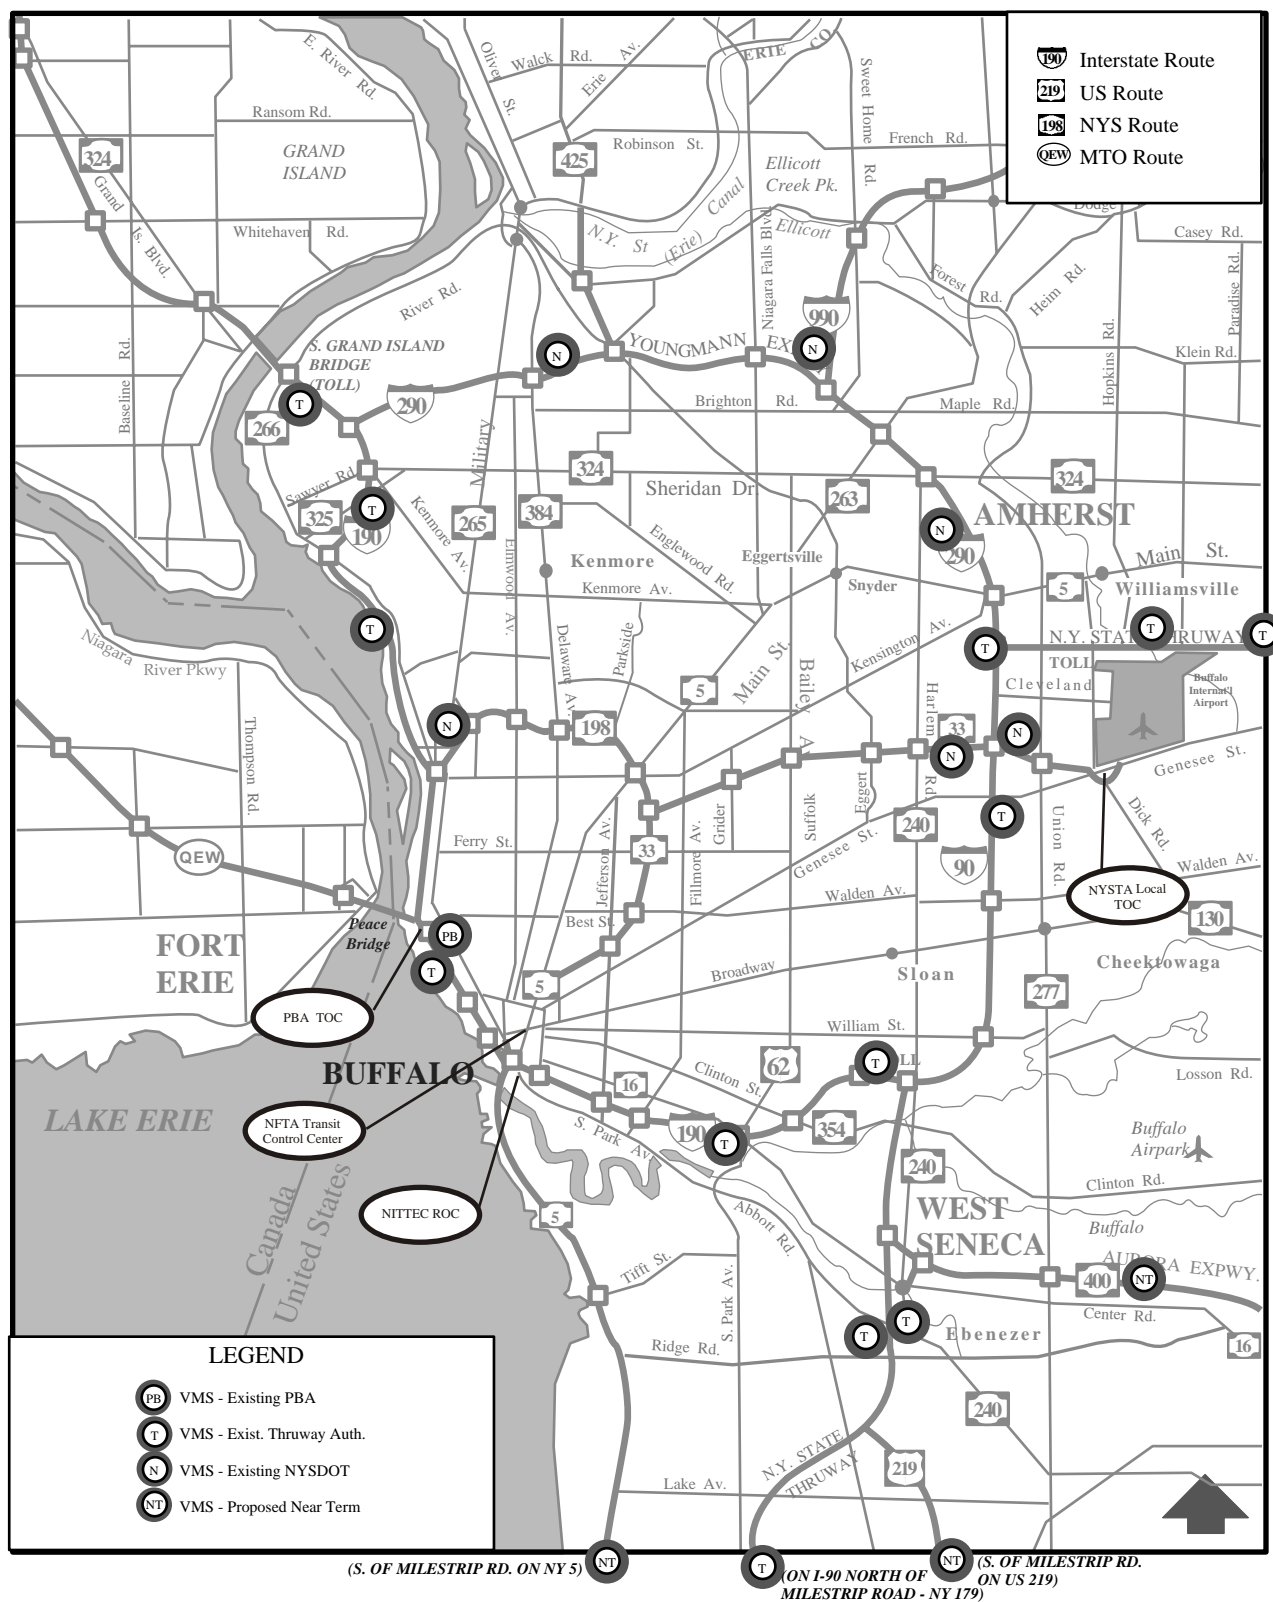 ERIE CO
190 Interstate Route
219 US Route
198 NYS Route
QEW MTO Route
E. River Rd.
Oliver St.
Walck Rd.
Erie Av.
Sweet Home Rd.
Ransom Rd.
GRAND
ISLAND
324
425
Robinson St.
French Rd.
Ellicott
Creek Pk.
Grand Is. Blvd.
Whitehaven Rd.
N.Y. St (Erie) Canal
Ellicott
Niagara Falls Blvd.
Dodge
Casey Rd.
Forest Rd.
Heim Rd.
Paradise Rd.
River Rd.
990
Hopkins Rd.
Klein Rd.
S. GRAND ISLAND
BRIDGE
(TOLL)
YOUNGMANN EX
N
N
T
290
266
Baseline Rd.
Brighton Rd.
Maple Rd.
Military
324
324
Sawyer Rd.
Sheridan Dr.
263
325
T
190
Kenmore Av.
265
384
N
AMHERST
290
Elmwood Av.
Kenmore
Englewood Rd.
Eggertsville
Main St.
Snyder
5
Williamsville
Kenmore Av.
T
Niagara
River Pkwy
Delaware Av.
Parkside
Main St.
Bailey Av
Kensington Av.
T
N.Y. STATE THRUWAY
T
T
TOLL
Cleveland
Buffalo
Internat'l
Airport
5
Harlem Rd.
Thompson Rd.
N
198
33
N
N
Genesee St.
Grider
Suffolk
Eggert
Dick Rd.
Ferry St.
Jefferson Av.
33
Fillmore Av.
Genesee St.
240
T
Union Rd.
90
Walden Av.
QEW
NYSTA Local
TOC
Walden Av.
130
Peace
Bridge
PB
Best St.
FORT
ERIE
T
5
Broadway
Sloan
Cheektowaga
277
PBA TOC
William St.
BUFFALO
62
T
LL
Clinton St.
16
Losson Rd.
LAKE ERIE
NFTA Transit
Control Center
S. Park Av.
190
T
354
Buffalo
Airpark
240
Clinton Rd.
NITTEC ROC
5
Canada
United States
Abbott Rd.
WEST
SENECA
Buffalo
Tifft St.
S. Park Av.
AURORA EXPWY.
400
NT
Center Rd.
T
T
Ebenezer
16
Ridge Rd.
LEGEND
PB VMS - Existing PBA
T VMS - Exist. Thruway Auth.
N VMS - Existing NYSDOT
NT VMS - Proposed Near Term
240
N.Y. STATE
THRUWAY
219
Lake Av.
(S. OF MILESTRIP RD. ON NY 5)
NT
T
(ON I-90 NORTH OF
MILESTRIP ROAD - NY 179)
NT
(S. OF MILESTRIP RD.
ON US 219)